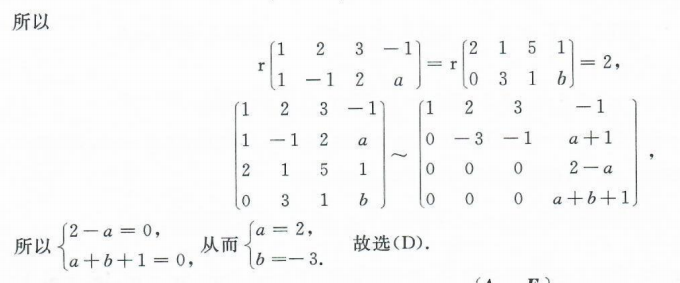 所以
r[1 2 3 -1; 1 -1 2 a] = r[2 1 5 1; 0 3 1 b] = 2,
[1 2 3 -1; 1 -1 2 a; 2 1 5 1; 0 3 1 b] ~ [1 2 3 -1; 0 -3 -1 a+1; 0 0 0 2-a; 0 0 0 a+b+1],
所以{2-a=0, a+b+1=0, 从而{a=2, b=-3. 故选(D).